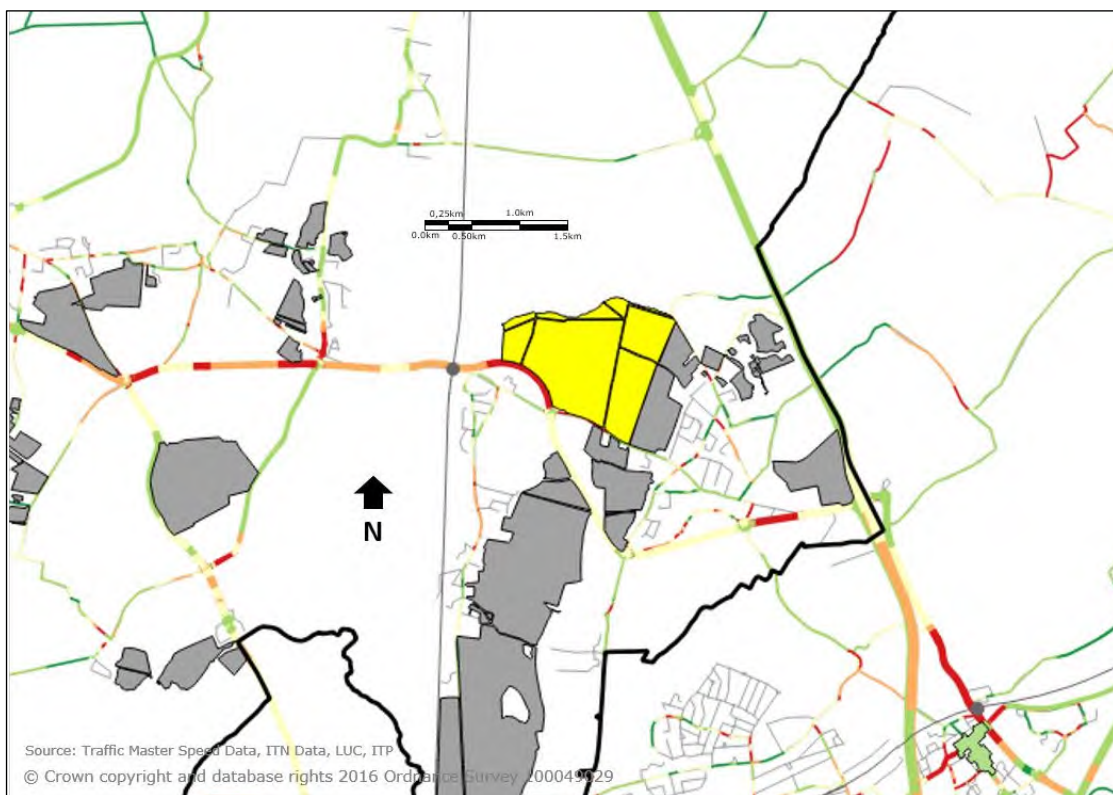 0,25km 1.0km
0.0km 0.50km 1.5km
N
Source: Traffic Master Speed Data, ITN Data, LUC, ITP
© Crown copyright and database rights 2016 Ordnance Survey 100049029